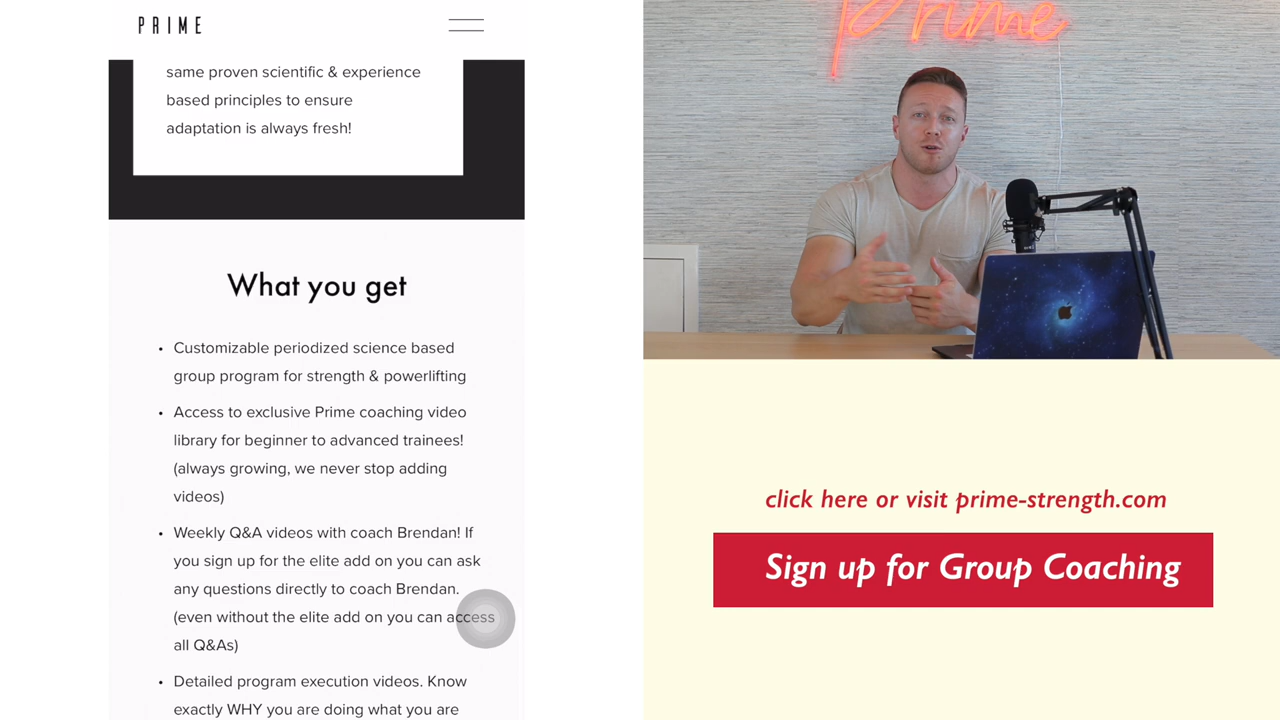 PRIME
same proven scientific & experience
based principles to ensure
adaptation is always fresh!
What you get
• Customizable periodized science based
group program for strength & powerlifting
• Access to exclusive Prime coaching video
library for beginner to advanced trainees!
(always growing, we never stop adding
videos)
• Weekly Q&A videos with coach Brendan! If
you sign up for the elite add on you can ask
any questions directly to coach Brendan.
(even without the elite add on you can access
all Q&As)
• Detailed program execution videos. Know
exactly WHY you are doing what you are
Prime
click here or visit prime-strength.com
Sign up for Group Coaching